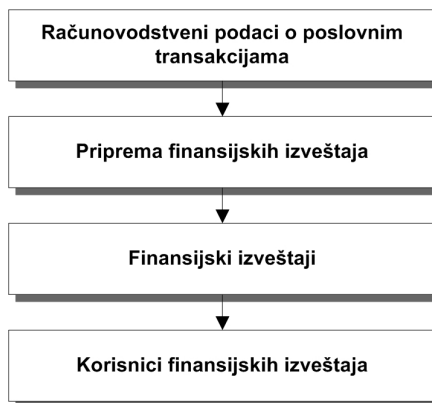 Računovodstveni podaci o poslovnim
transakcijama
Priprema finansijskih izveštaja
Finansijski izveštaji
Korisnici finansijskih izveštaja